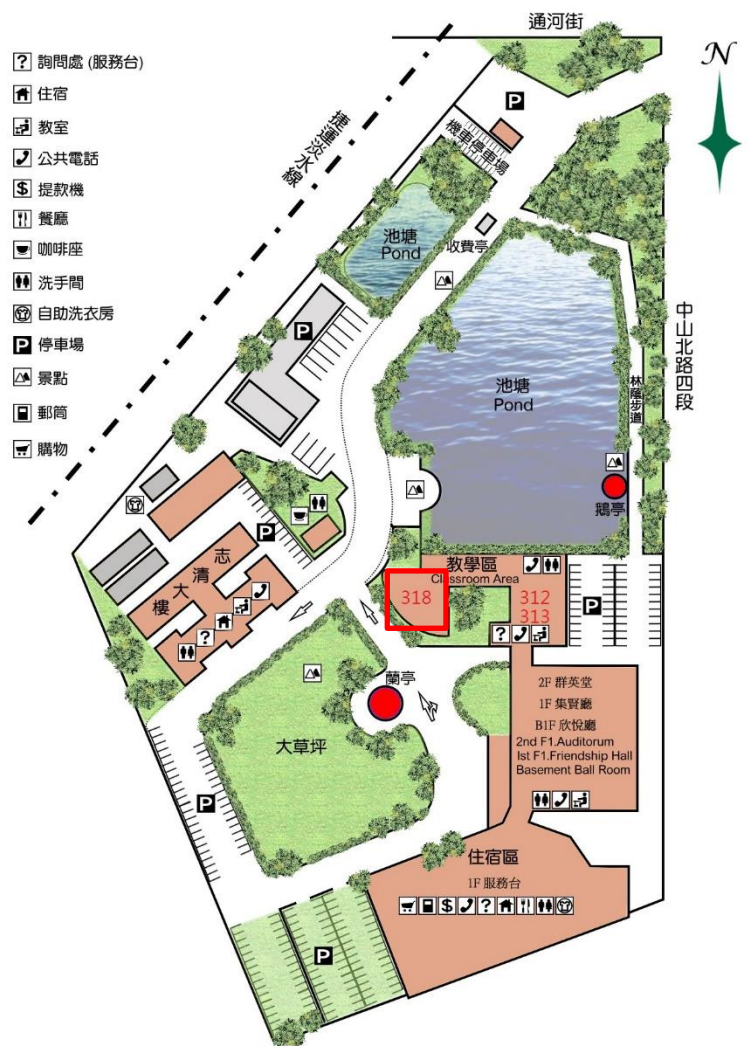 通河街
N
? 詢問處 (服務台)
住宿
教室
公共電話
$ 提款機
餐廳
咖啡座
洗手間
自助洗衣房
P 停車場
景點
郵筒
購物
捷運淡水線
P
機車停車場
池塘
Pond
收費亭
P
中山北路四段
池塘
Pond
林蔭步道
鵝亭
P
志清大樓
?
教學區
Classroom Area
318
312
313
?
P
蘭亭
大草坪
2F 群英堂
1F 集賢廳
B1F 欣悅廳
2nd F1.Auditorum
Ist F1.Friendship Hall
Basement Ball Room
P
住宿區
1F 服務台
$ ?
P